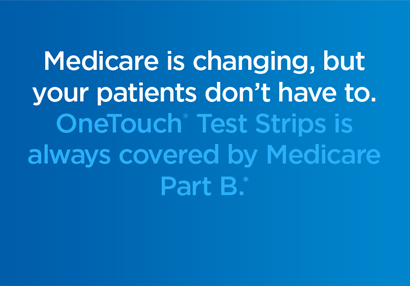 Medicare is changing, but
your patients don’t have to.
OneTouch® Test Strips is
always covered by Medicare
Part B.*